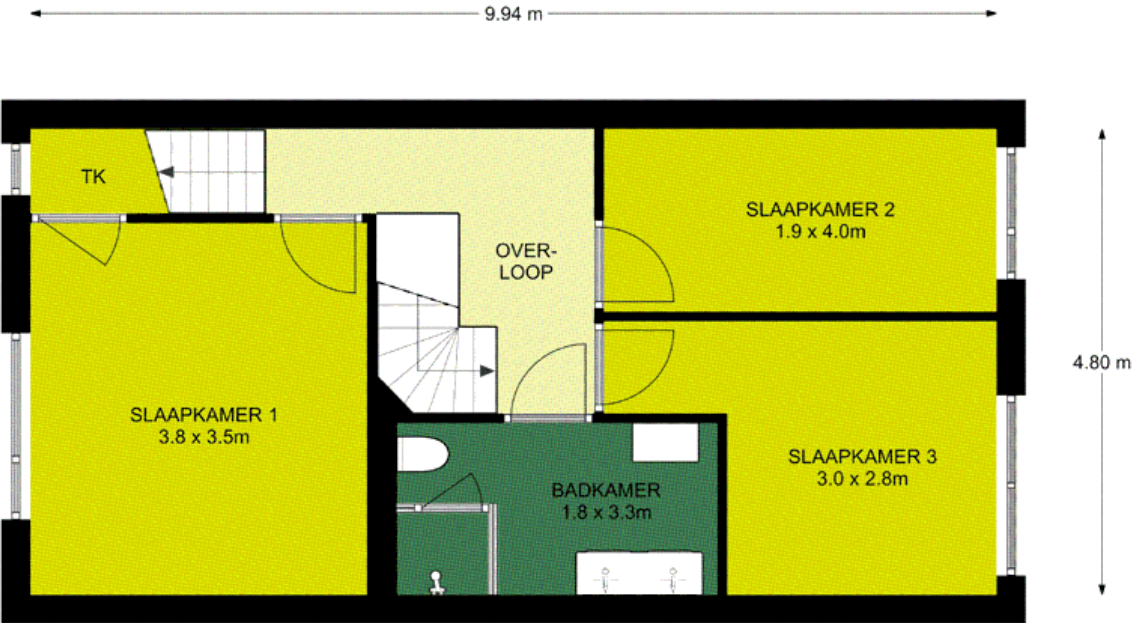 9.94 m
TK
SLAAPKAMER 2
1.9 x 4.0m
OVER-
LOOP
4.80 m
SLAAPKAMER 1
3.8 x 3.5m
SLAAPKAMER 3
3.0 x 2.8m
BADKAMER
1.8 x 3.3m